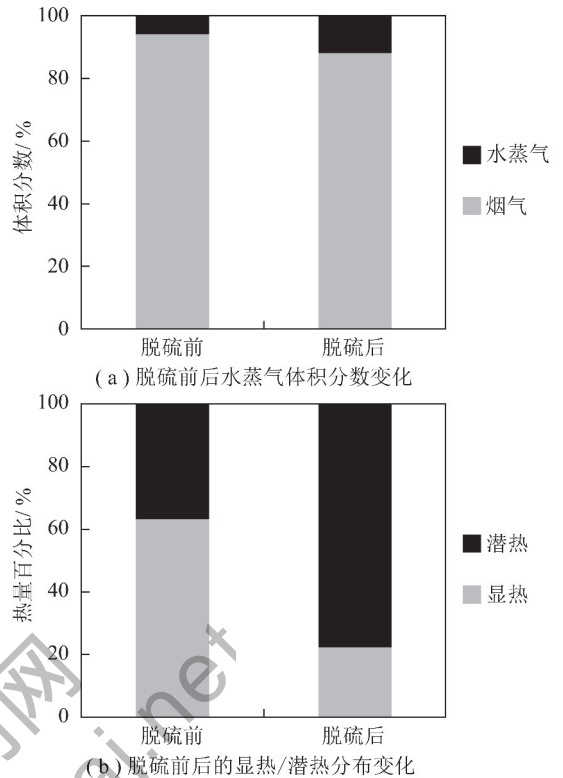 100
80
60
40
20
0
体积分数/%
水蒸气
烟气
脱硫前
脱硫后
(a)脱硫前后水蒸气体积分数变化
100
80
60
40
20
0
热量百分比/%
潜热
显热
脱硫前
脱硫后
(b)脱硫前后的显热/潜热分布变化
网
ai.net